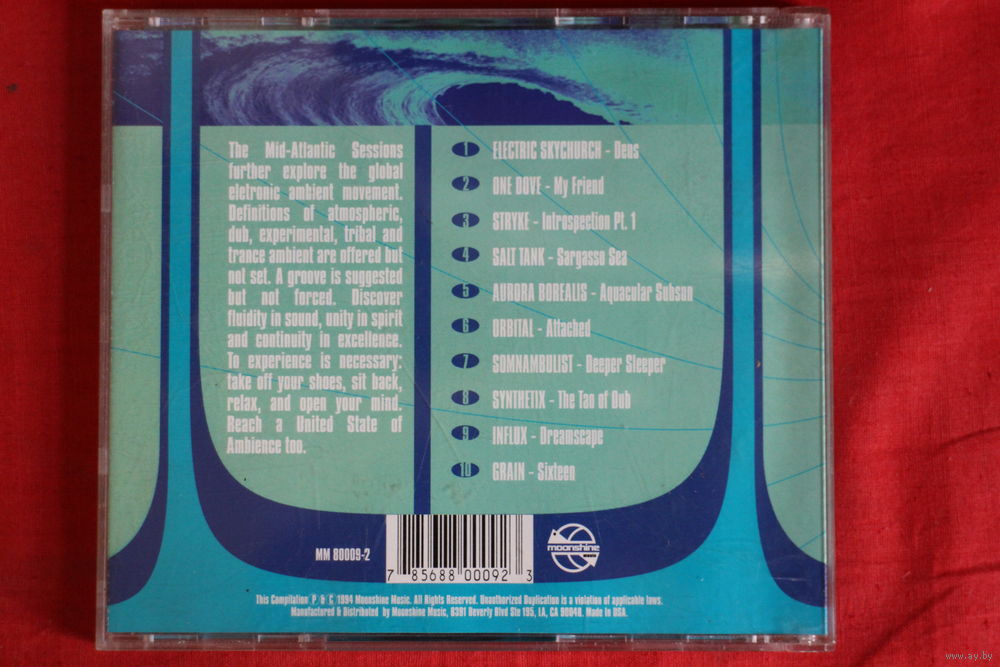 The Mid-Atlantic Sessions
further explore the global
eletronic ambient movement.
Definitions of atmospheric,
dub, experimental, tribal and
trance ambient are offered but
not set. A groove is suggested
but not forced. Discover
fluidity in sound, unity in spirit
and continuity in excellence.
To experience is necessary:
take off your shoes, sit back,
relax, and open your mind.
Reach a United State of
Ambience too.
1 ELECTRIC SKYCHURCH - Deus
2 ONE DOVE - My Friend
3 STRYKE - Introspection Pt. 1
4 SALT TANK - Sargasso Sea
5 AURORA BOREALIS - Aquacular Subsun
6 ORBITAL - Attached
7 SOMNAMBULIST - Deeper Sleeper
8 SYNTHETIX - The Tao of Dub
9 INFLUX - Dreamscape
10 GRAIN - Sixteen
MM 80009-2
7 85688 00092 3
moonshine
music
This Compilation P & C 1994 Moonshine Music. All Rights Reserved. Unauthorized Duplication is a violation of applicable laws.
Manufactured & Distributed by Moonshine Music, 8391 Beverly Blvd Ste 195, LA, CA 90048. Made in USA.
www.ay.by